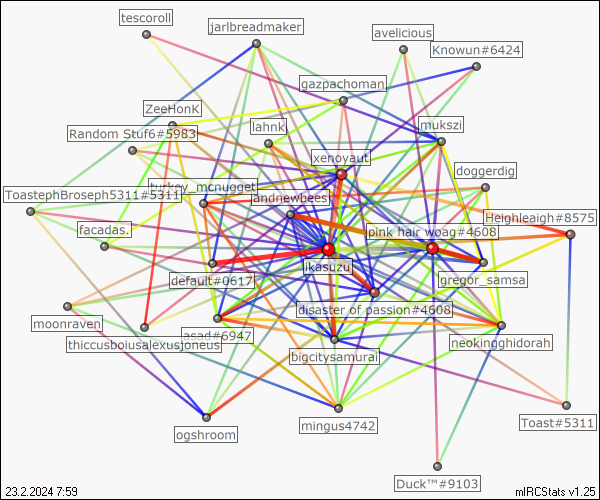 tescoroll
jarlbreadmaker
avelicious
Knowun#6424
gazpachoman
ZeeHonK
lahnk
mukszi
Random Stuf6#5983
xenoyaut
doggerdig
turkey_mcnugget
ToastephBroseph5311#5311
andnewbees
Heighleaigh#8575
facadas.
pink hair woag#4608
ikasuzu
default#0617
gregor_samsa
disaster of passion#4608
moonraven
asad#6947
thiccusboiusalexusjoneus
neokingghidorah
bigcitysamurai
ogshroom
mingus4742
Toast#5311
Duck™#9103
23.2.2024 7:59
mIRCStats v1.25